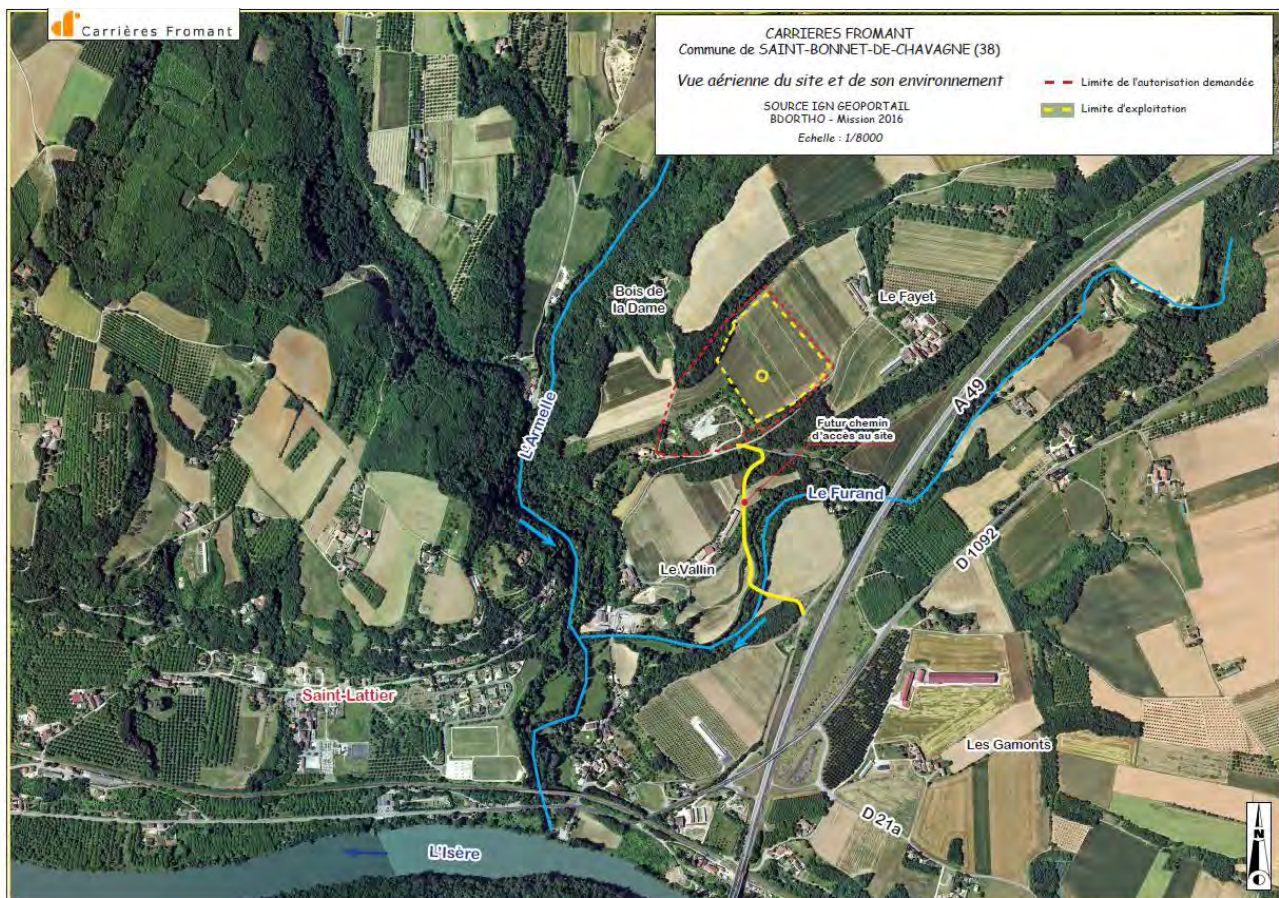 Carrières Fromant
CARRIERES FROMANT
Commune de SAINT-BONNET-DE-CHAVAGNE (38)
Vue aérienne du site et de son environnement
SOURCE IGN GEOPORTAIL
BDORTHO - Mission 2016
Echelle : 1/8000
Limite de l'autorisation demandée
Limite d'exploitation
Bois de
la Dame
Le Fayet
A 49
L'Armelle
Futur chemin
d'accès au site
Le Furand
D 1092
Le Vallin
Saint-Lattier
Les Gamonts
D 21a
L'Isère
N